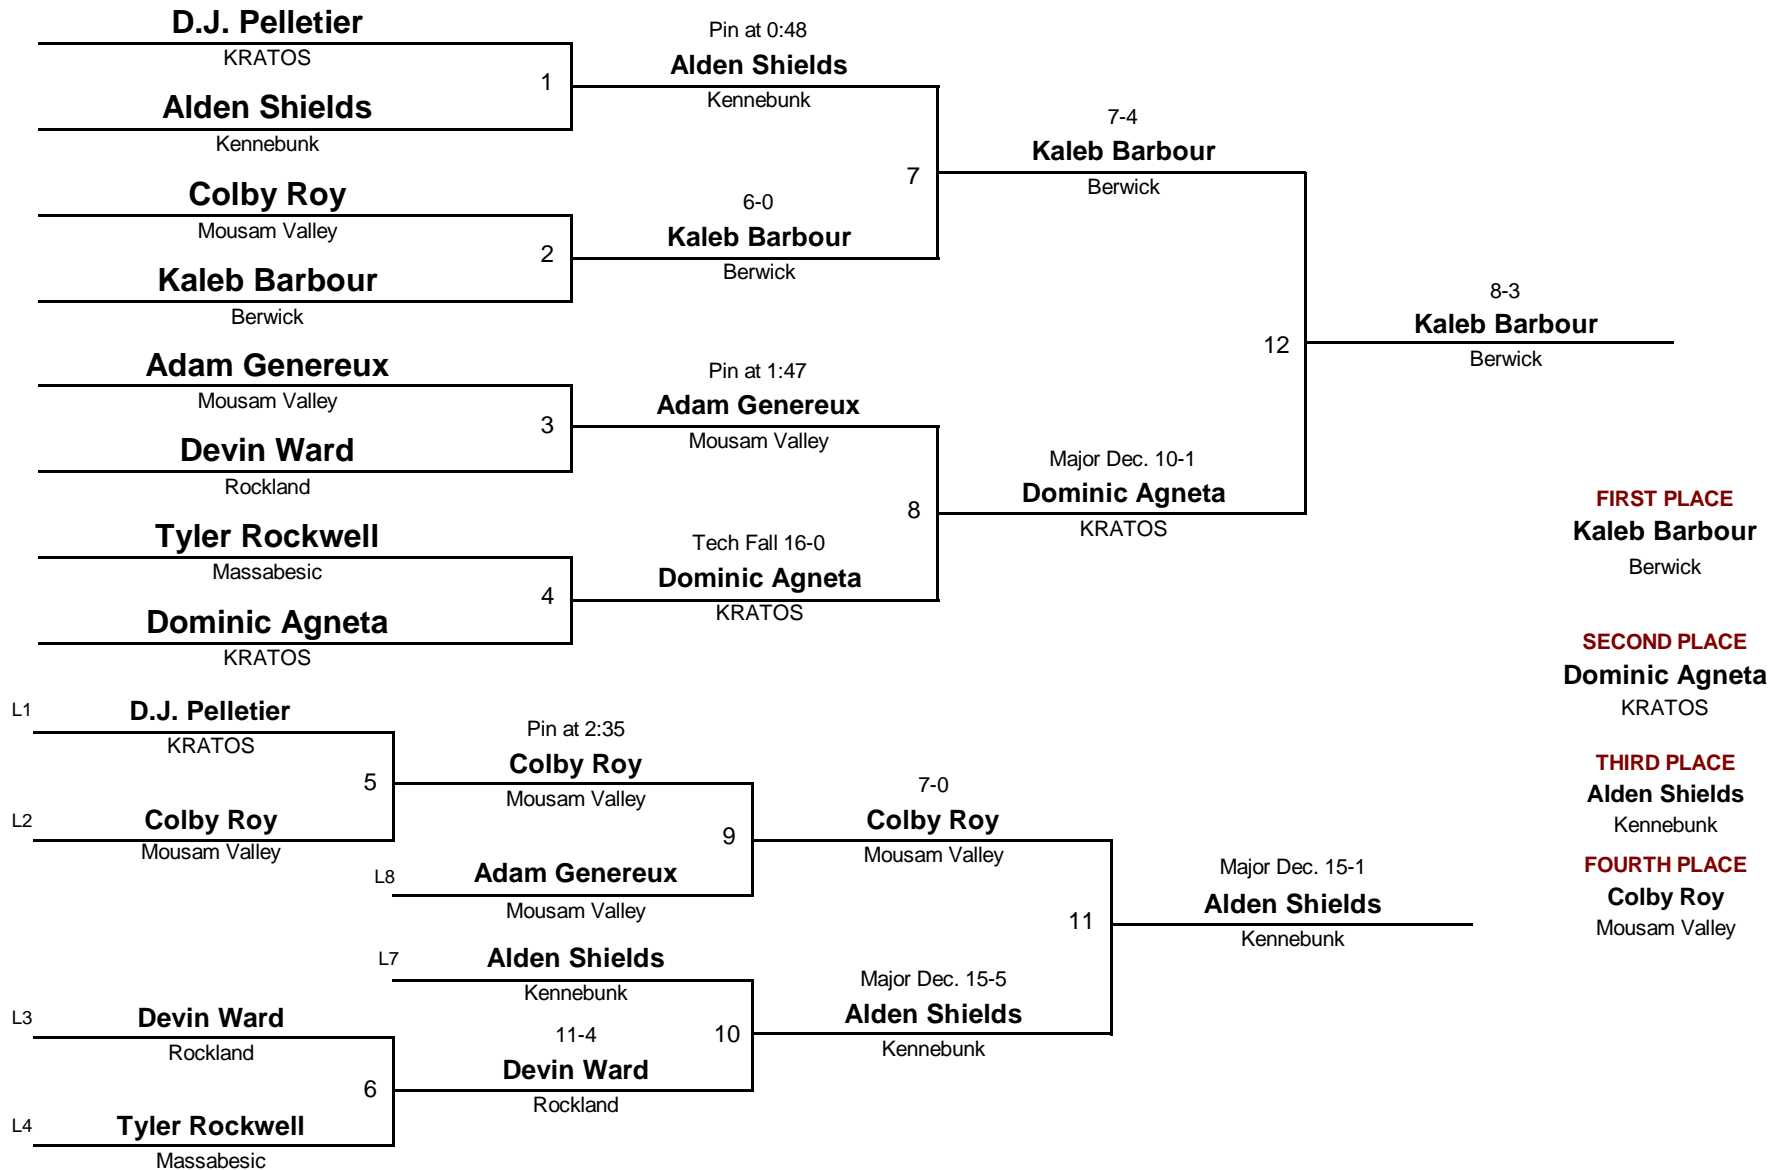 D.J. Pelletier
KRATOS
1
Alden Shields
Kennebunk
Colby Roy
Mousam Valley
2
Kaleb Barbour
Berwick
Adam Genereux
Mousam Valley
3
Devin Ward
Rockland
Tyler Rockwell
Massabesic
4
Dominic Agneta
KRATOS
Pin at 0:48
Alden Shields
Kennebunk
7
6-0
Kaleb Barbour
Berwick
Pin at 1:47
Adam Genereux
Mousam Valley
8
Tech Fall 16-0
Dominic Agneta
KRATOS
7-4
Kaleb Barbour
Berwick
12
Major Dec. 10-1
Dominic Agneta
KRATOS
8-3
Kaleb Barbour
Berwick
FIRST PLACE
Kaleb Barbour
Berwick
SECOND PLACE
Dominic Agneta
KRATOS
THIRD PLACE
Alden Shields
Kennebunk
FOURTH PLACE
Colby Roy
Mousam Valley
L1
D.J. Pelletier
KRATOS
5
L2
Colby Roy
Mousam Valley
Pin at 2:35
Colby Roy
Mousam Valley
9
L8
Adam Genereux
Mousam Valley
L7
Alden Shields
Kennebunk
10
L3
Devin Ward
Rockland
6
L4
Tyler Rockwell
Massabesic
11-4
Devin Ward
Rockland
7-0
Colby Roy
Mousam Valley
11
Major Dec. 15-5
Alden Shields
Kennebunk
Major Dec. 15-1
Alden Shields
Kennebunk